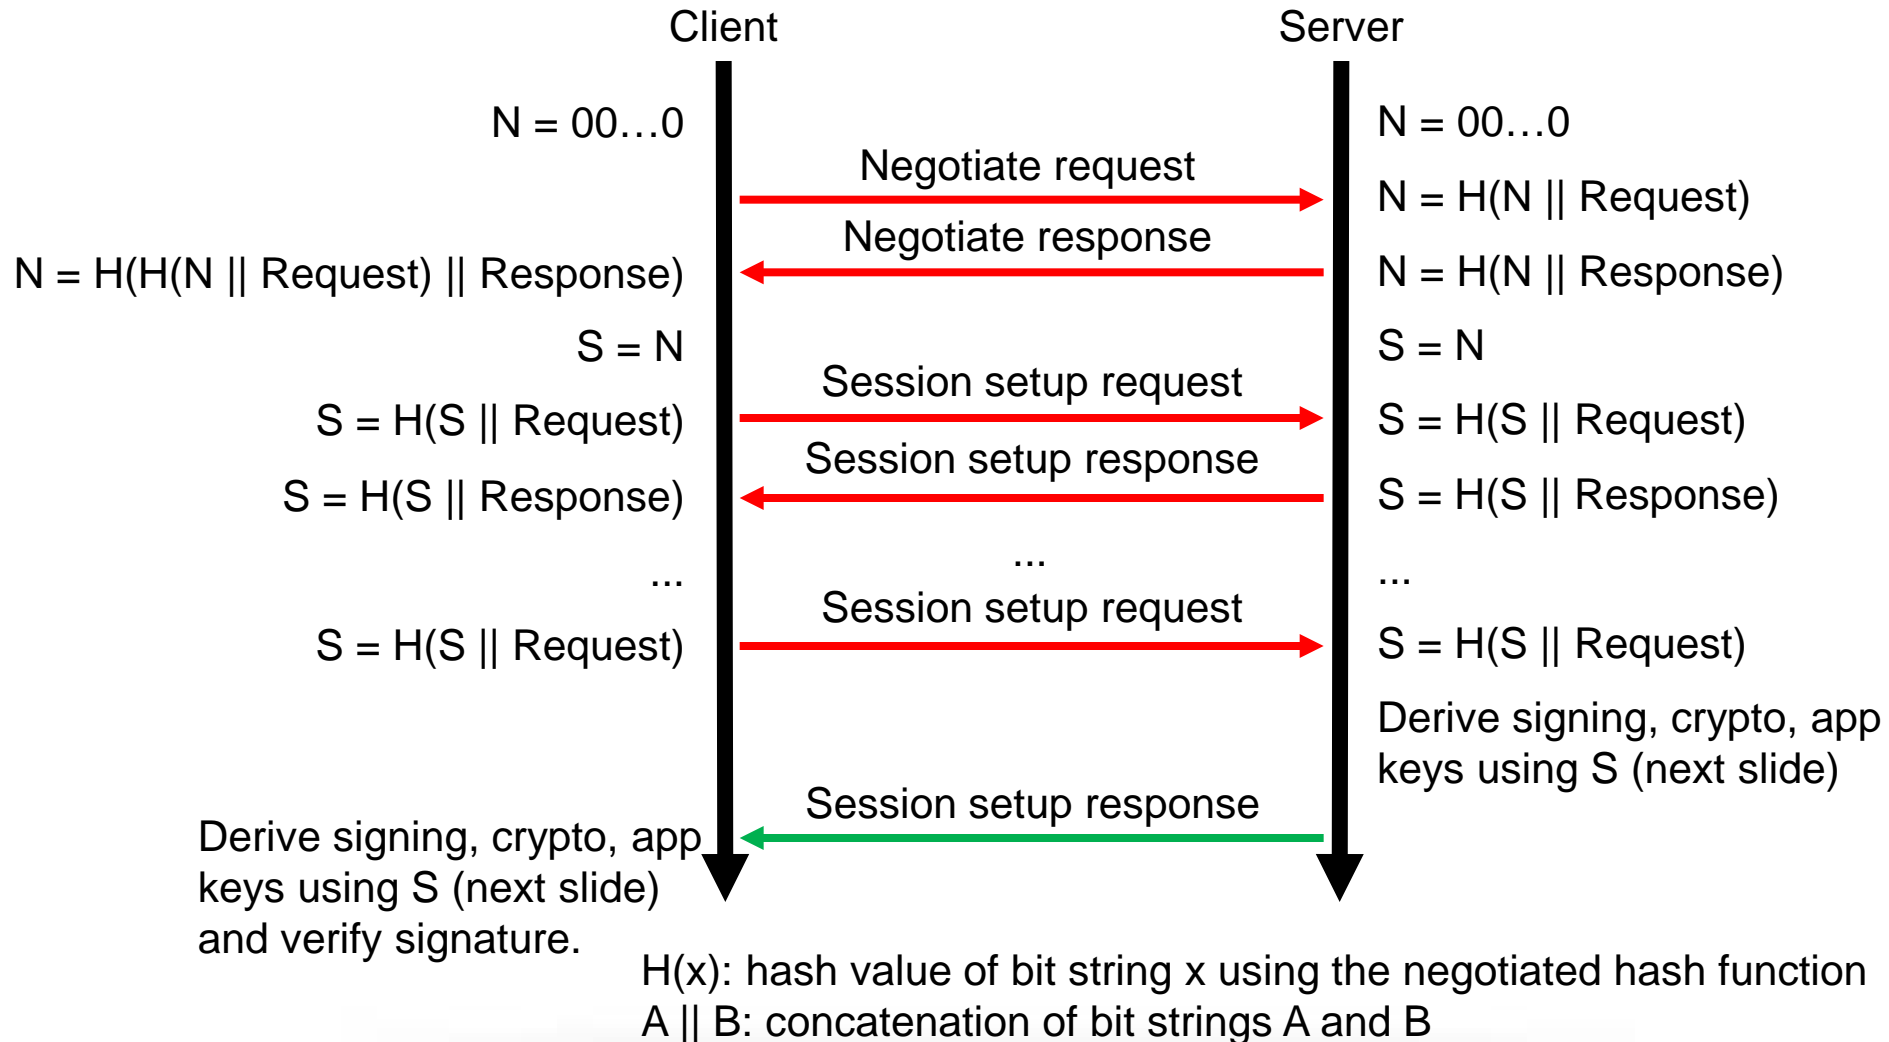 Client
Server
N = 00…0
N = 00…0
Negotiate request
N = H(N || Request)
Negotiate response
N = H(H(N || Request) || Response)
N = H(N || Response)
S = N
S = N
Session setup request
S = H(S || Request)
S = H(S || Request)
Session setup response
S = H(S || Response)
S = H(S || Response)
...
...
...
Session setup request
S = H(S || Request)
S = H(S || Request)
Derive signing, crypto, app
keys using S (next slide)
Session setup response
Derive signing, crypto, app
keys using S (next slide)
and verify signature.
H(x): hash value of bit string x using the negotiated hash function
A || B: concatenation of bit strings A and B